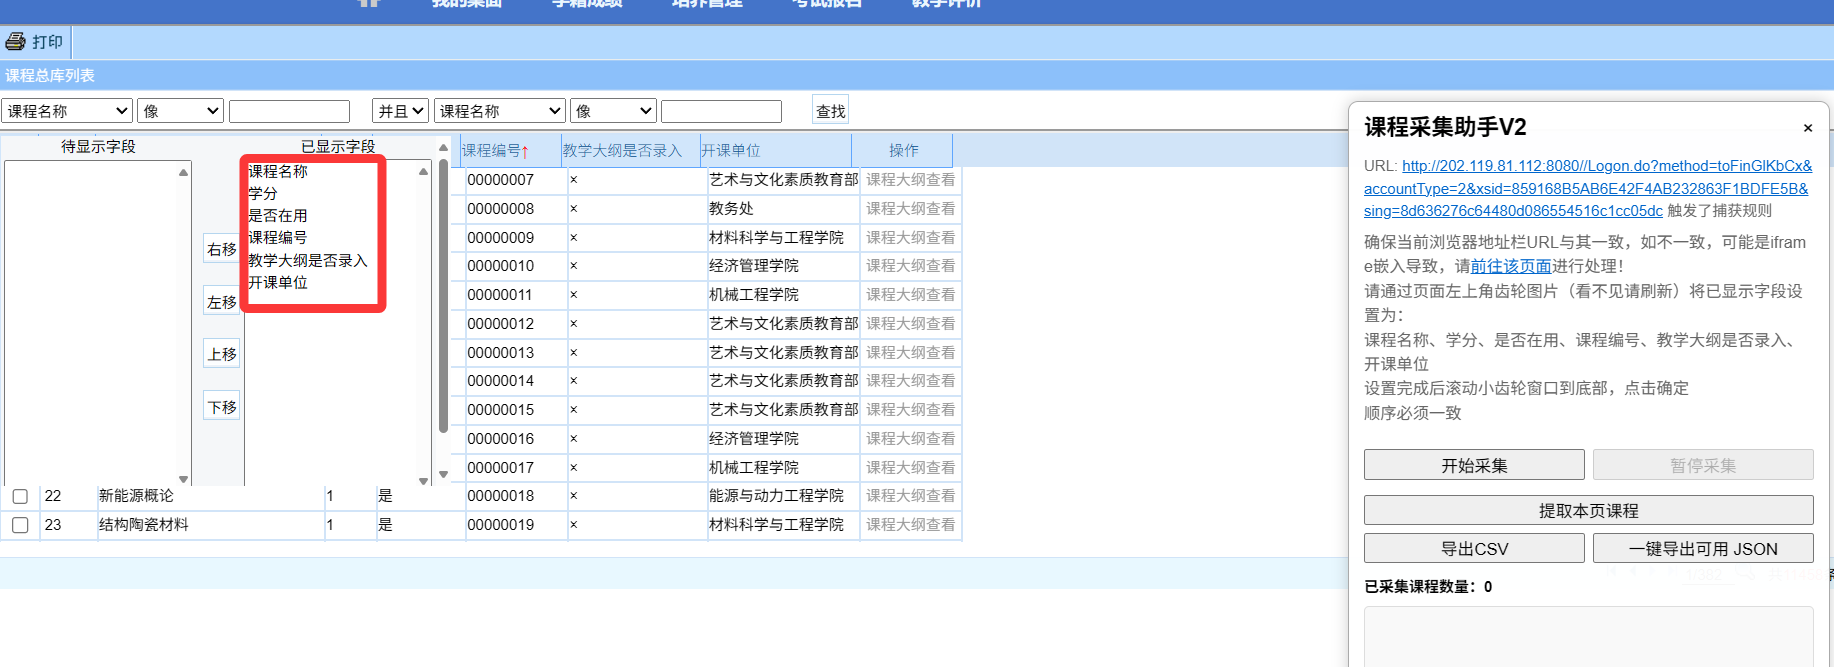 我的桌面 学籍成绩 培养管理 考试报名 教学评价
打印
课程总库列表
课程名称 像 并且 课程名称 像 查找
待显示字段 已显示字段
右移
左移
上移
下移
课程名称
学分
是否在用
课程编号
教学大纲是否录入
开课单位
课程编号↑ 教学大纲是否录入 开课单位 操作
00000007 × 艺术与文化素质教育部 课程大纲查看
00000008 × 教务处 课程大纲查看
00000009 × 材料科学与工程学院 课程大纲查看
00000010 × 经济管理学院 课程大纲查看
00000011 × 机械工程学院 课程大纲查看
00000012 × 艺术与文化素质教育部 课程大纲查看
00000013 × 艺术与文化素质教育部 课程大纲查看
00000014 × 艺术与文化素质教育部 课程大纲查看
00000015 × 艺术与文化素质教育部 课程大纲查看
00000016 × 经济管理学院 课程大纲查看
00000017 × 机械工程学院 课程大纲查看
22 新能源概论 1 是 00000018 × 能源与动力工程学院 课程大纲查看
23 结构陶瓷材料 1 是 00000019 × 材料科学与工程学院 课程大纲查看
课程采集助手V2 ×
URL: http://202.119.81.112:8080//Logon.do?method=toFinGlKbCx&
accountType=2&xsid=859168B5AB6E42F4AB232863F1BDFE5B&
sing=8d636276c64480d086554516c1cc05dc 触发了捕获规则
确保当前浏览器地址栏URL与其一致，如不一致，可能是ifram
e嵌入导致，请前往该页面进行处理！
请通过页面左上角齿轮图片（看不见请刷新）将已显示字段设
置为：
课程名称、学分、是否在用、课程编号、教学大纲是否录入、
开课单位
设置完成后滚动小齿轮窗口到底部，点击确定
顺序必须一致
开始采集 暂停采集
提取本页课程
导出CSV 一键导出可用 JSON
已采集课程数量：0